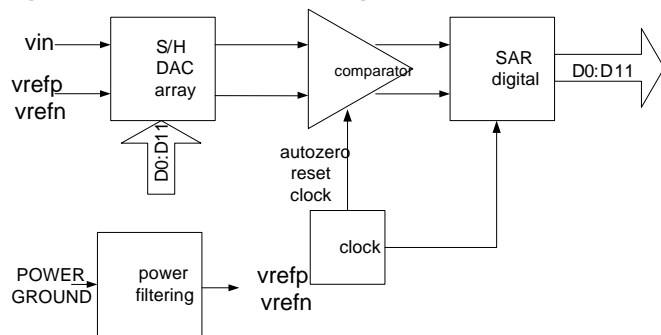 vin
vrefp
vrefn
S/H
DAC
array
D0:D11
comparator
SAR
digital
D0:D11
autozero
reset
clock
clock
POWER
GROUND
power
filtering
vrefp
vrefn